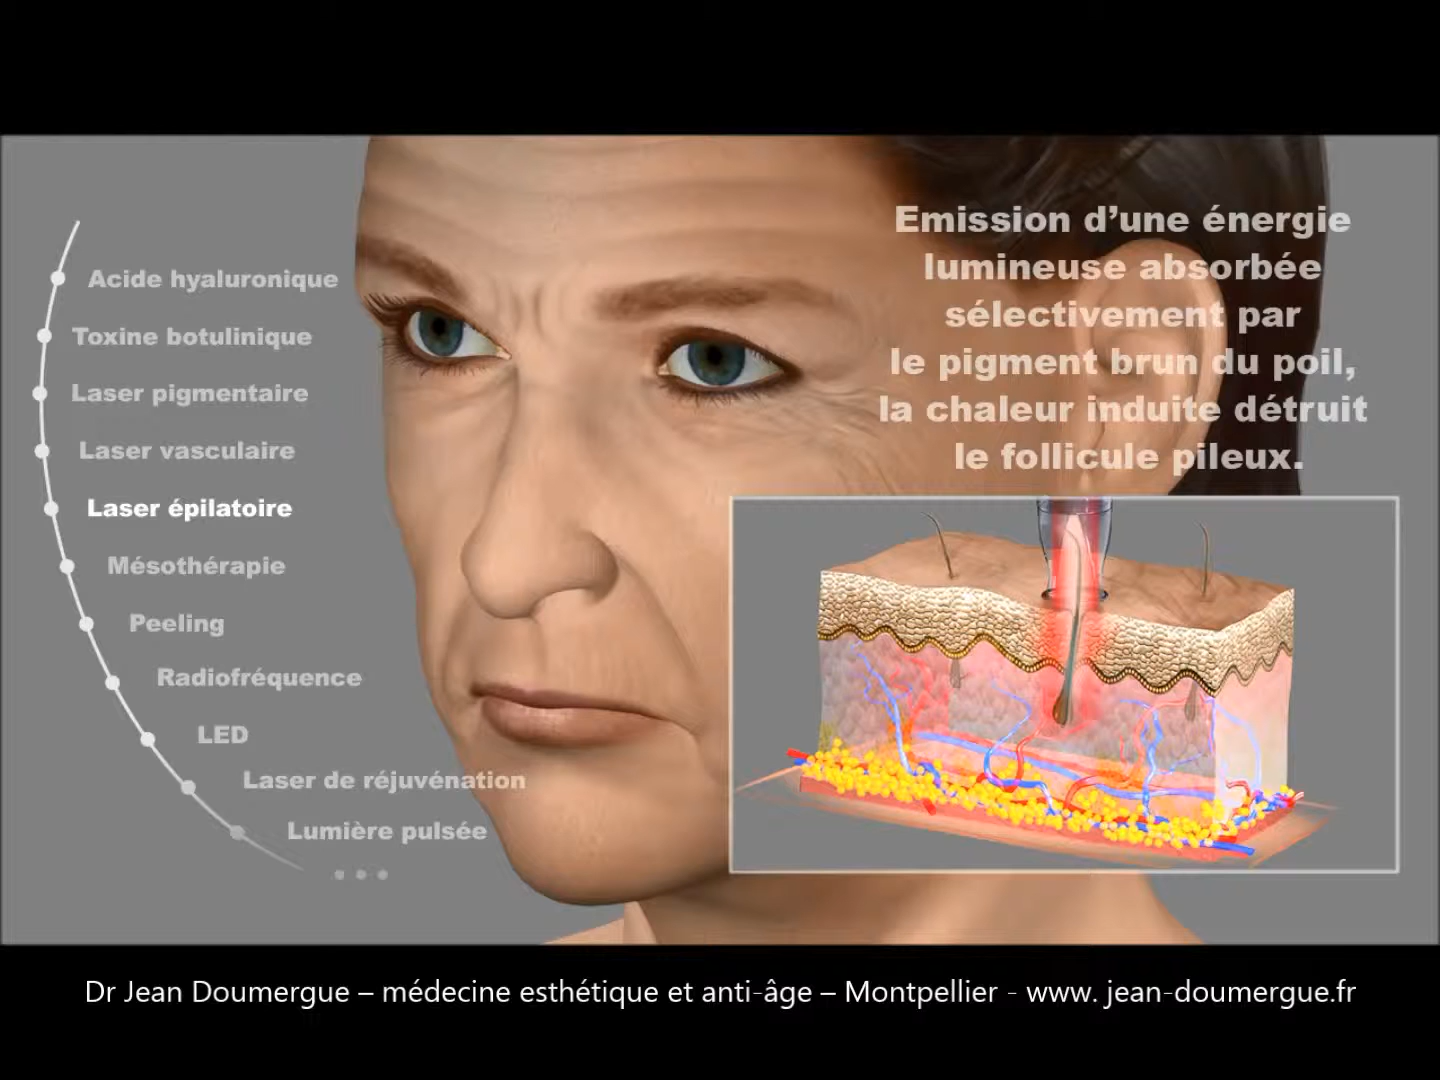 Acide hyaluronique
Toxine botulinique
Laser pigmentaire
Laser vasculaire
Laser épilatoire
Mésothérapie
Peeling
Radiofréquence
LED
Laser de réjuvénation
Lumière pulsée
Emission d’une énergie
lumineuse absorbée
sélectivement par
le pigment brun du poil,
la chaleur induite détruit
le follicule pileux.
Dr Jean Doumergue – médecine esthétique et anti-âge – Montpellier - www. jean-doumergue.fr